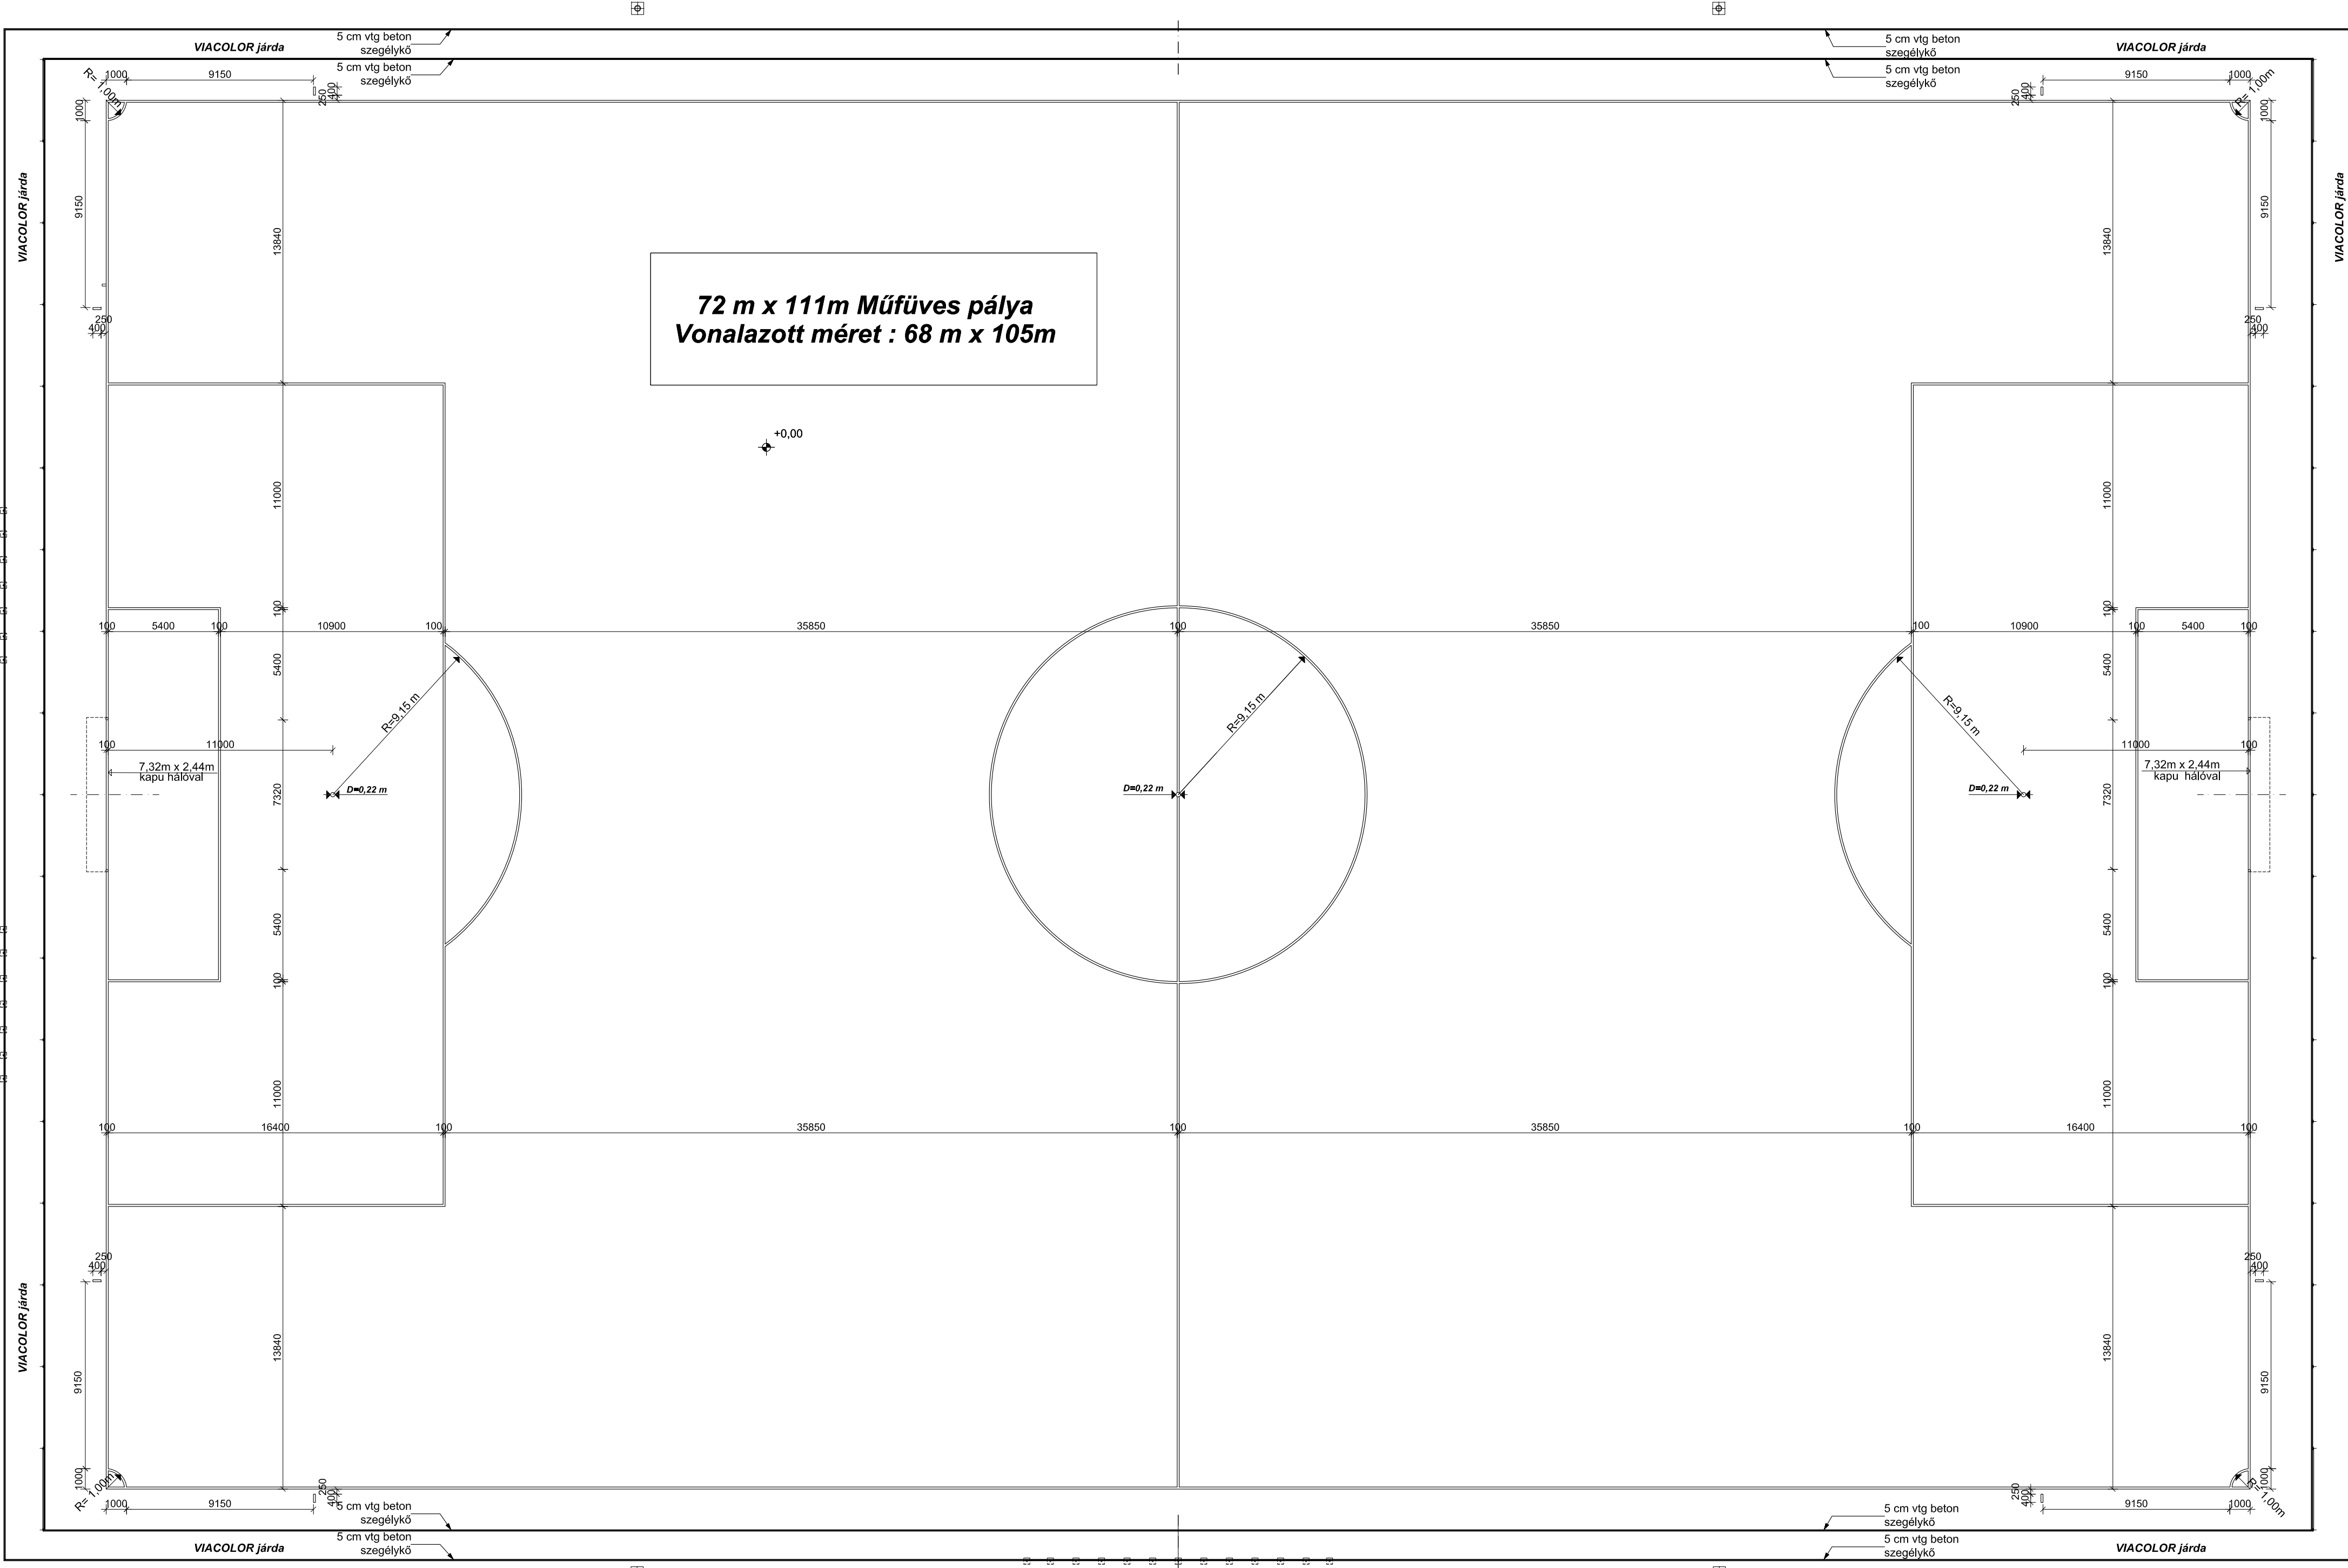 VIACOLOR járda
5 cm vtg beton
szegélykő
5 cm vtg beton
szegélykő
VIACOLOR járda
5 cm vtg beton
szegélykő
5 cm vtg beton
szegélykő
R= 1,00m
1000
9150
250
400
250
400
9150
1000
R= 1,00m
1000
9150
13840
250
400
VIACOLOR járda
72 m x 111m Műfüves pálya
Vonalazott méret : 68 m x 105m
+0,00
13840
1000
9150
250
400
VIACOLOR járda
11000
11000
100
100
100
5400
100
10900
100
35850
100
35850
100
10900
100
5400
100
5400
5400
R=9,15 m
R=9,15 m
R=9,15 m
100
11000
11000
100
7,32m x 2,44m
kapu hálóval
7,32m x 2,44m
kapu hálóval
D=0,22 m
D=0,22 m
D=0,22 m
7320
7320
5400
5400
100
100
11000
11000
100
16400
100
35850
100
35850
100
16400
100
250
400
250
400
VIACOLOR járda
13840
13840
9150
9150
1000
1000
R= 1,00m
1000
9150
250
400
250
400
9150
1000
R= 1,00m
5 cm vtg beton
szegélykő
5 cm vtg beton
szegélykő
VIACOLOR járda
5 cm vtg beton
szegélykő
5 cm vtg beton
szegélykő
VIACOLOR járda